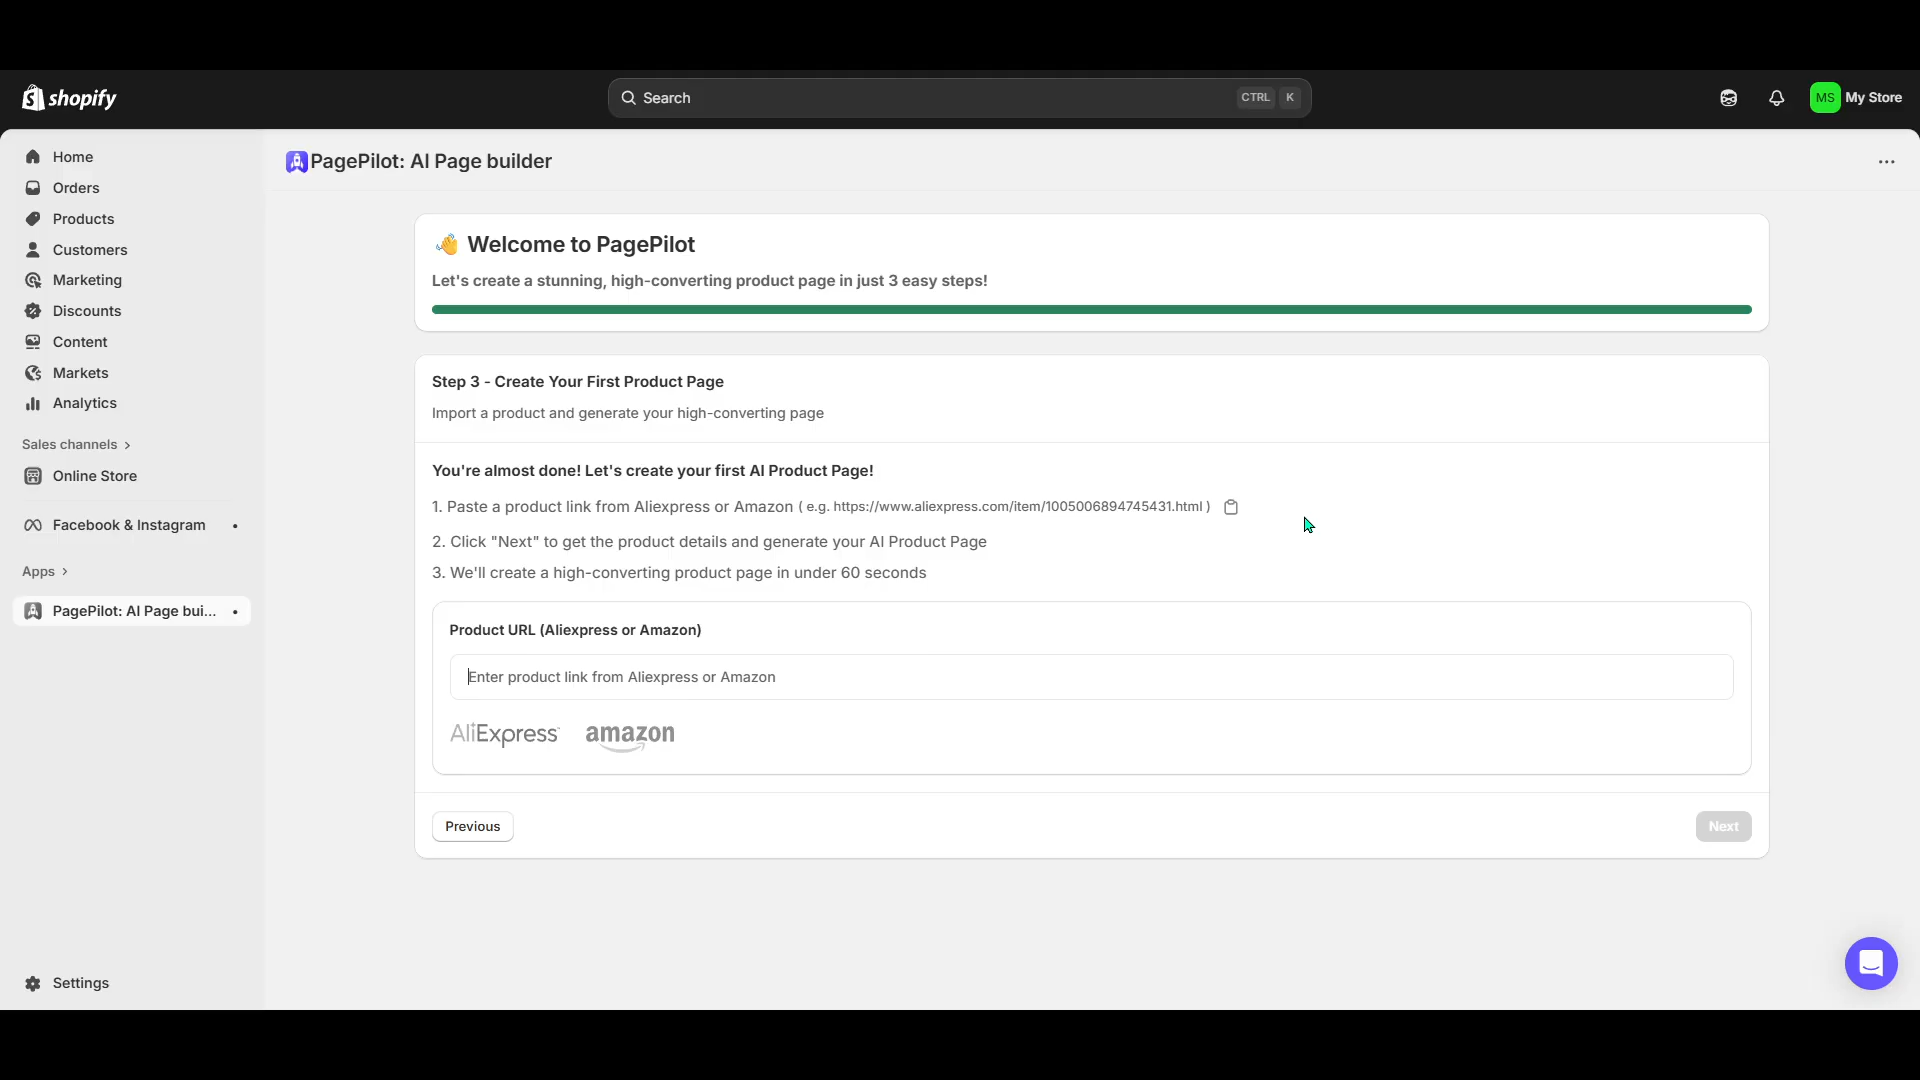 shopify
Search
CTRL K
MS My Store
Home
Orders
Products
Customers
Marketing
Discounts
Content
Markets
Analytics
Sales channels
Online Store
Facebook & Instagram
Apps
PagePilot: AI Page bui...
Settings
PagePilot: AI Page builder
Welcome to PagePilot
Let's create a stunning, high-converting product page in just 3 easy steps!
Step 3 - Create Your First Product Page
Import a product and generate your high-converting page
You're almost done! Let's create your first AI Product Page!
1. Paste a product link from Aliexpress or Amazon ( e.g. https://www.aliexpress.com/item/1005006894745431.html )
2. Click "Next" to get the product details and generate your AI Product Page
3. We'll create a high-converting product page in under 60 seconds
Product URL (Aliexpress or Amazon)
Enter product link from Aliexpress or Amazon
AliExpress amazon
Previous
Next